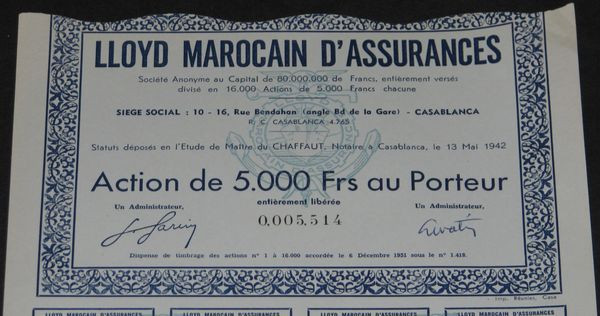 LLOYD MAROCAIN D'ASSURANCES
Société Anonyme au Capital de 80.000.000 de Francs, entièrement versés
divisé en 16.000 Actions de 5.000 Francs chacune
SIEGE SOCIAL : 10 - 16, Rue Bendahan (angle Bd de la Gare) - CASABLANCA
R. C. CASABLANCA 4.765
Statuts déposés en l'Etude de Maître du CHAFFAUT, Notaire à Casablanca, le 13 Mai 1942
Action de 5.000 Frs au Porteur
entièrement libérée
Un Administrateur, Un Administrateur,
0,005,514
Dispense de timbrage des actions n° 1 à 16.000 accordée le 6 Décembre 1951 sous le n° 1.418.
- Imp. Réunies, Casa
LLOYD MAROCAIN D'ASSURANCES LLOYD MAROCAIN D'ASSURANCES LLOYD MAROCAIN D'ASSURANCES LLOYD MAROCAIN D'ASSURANCES